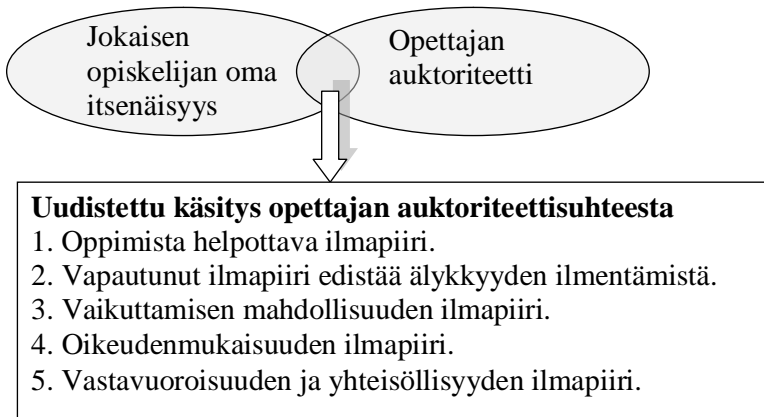 Jokaisen
opiskelijan oma
itsenäisyys
Opettajan
auktoriteetti
Uudistettu käsitys opettajan auktoriteettisuhteesta
1. Oppimista helpottava ilmapiiri.
2. Vapautunut ilmapiiri edistää älykkyyden ilmentämistä.
3. Vaikuttamisen mahdollisuuden ilmapiiri.
4. Oikeudenmukaisuuden ilmapiiri.
5. Vastavuoroisuuden ja yhteisöllisyyden ilmapiiri.